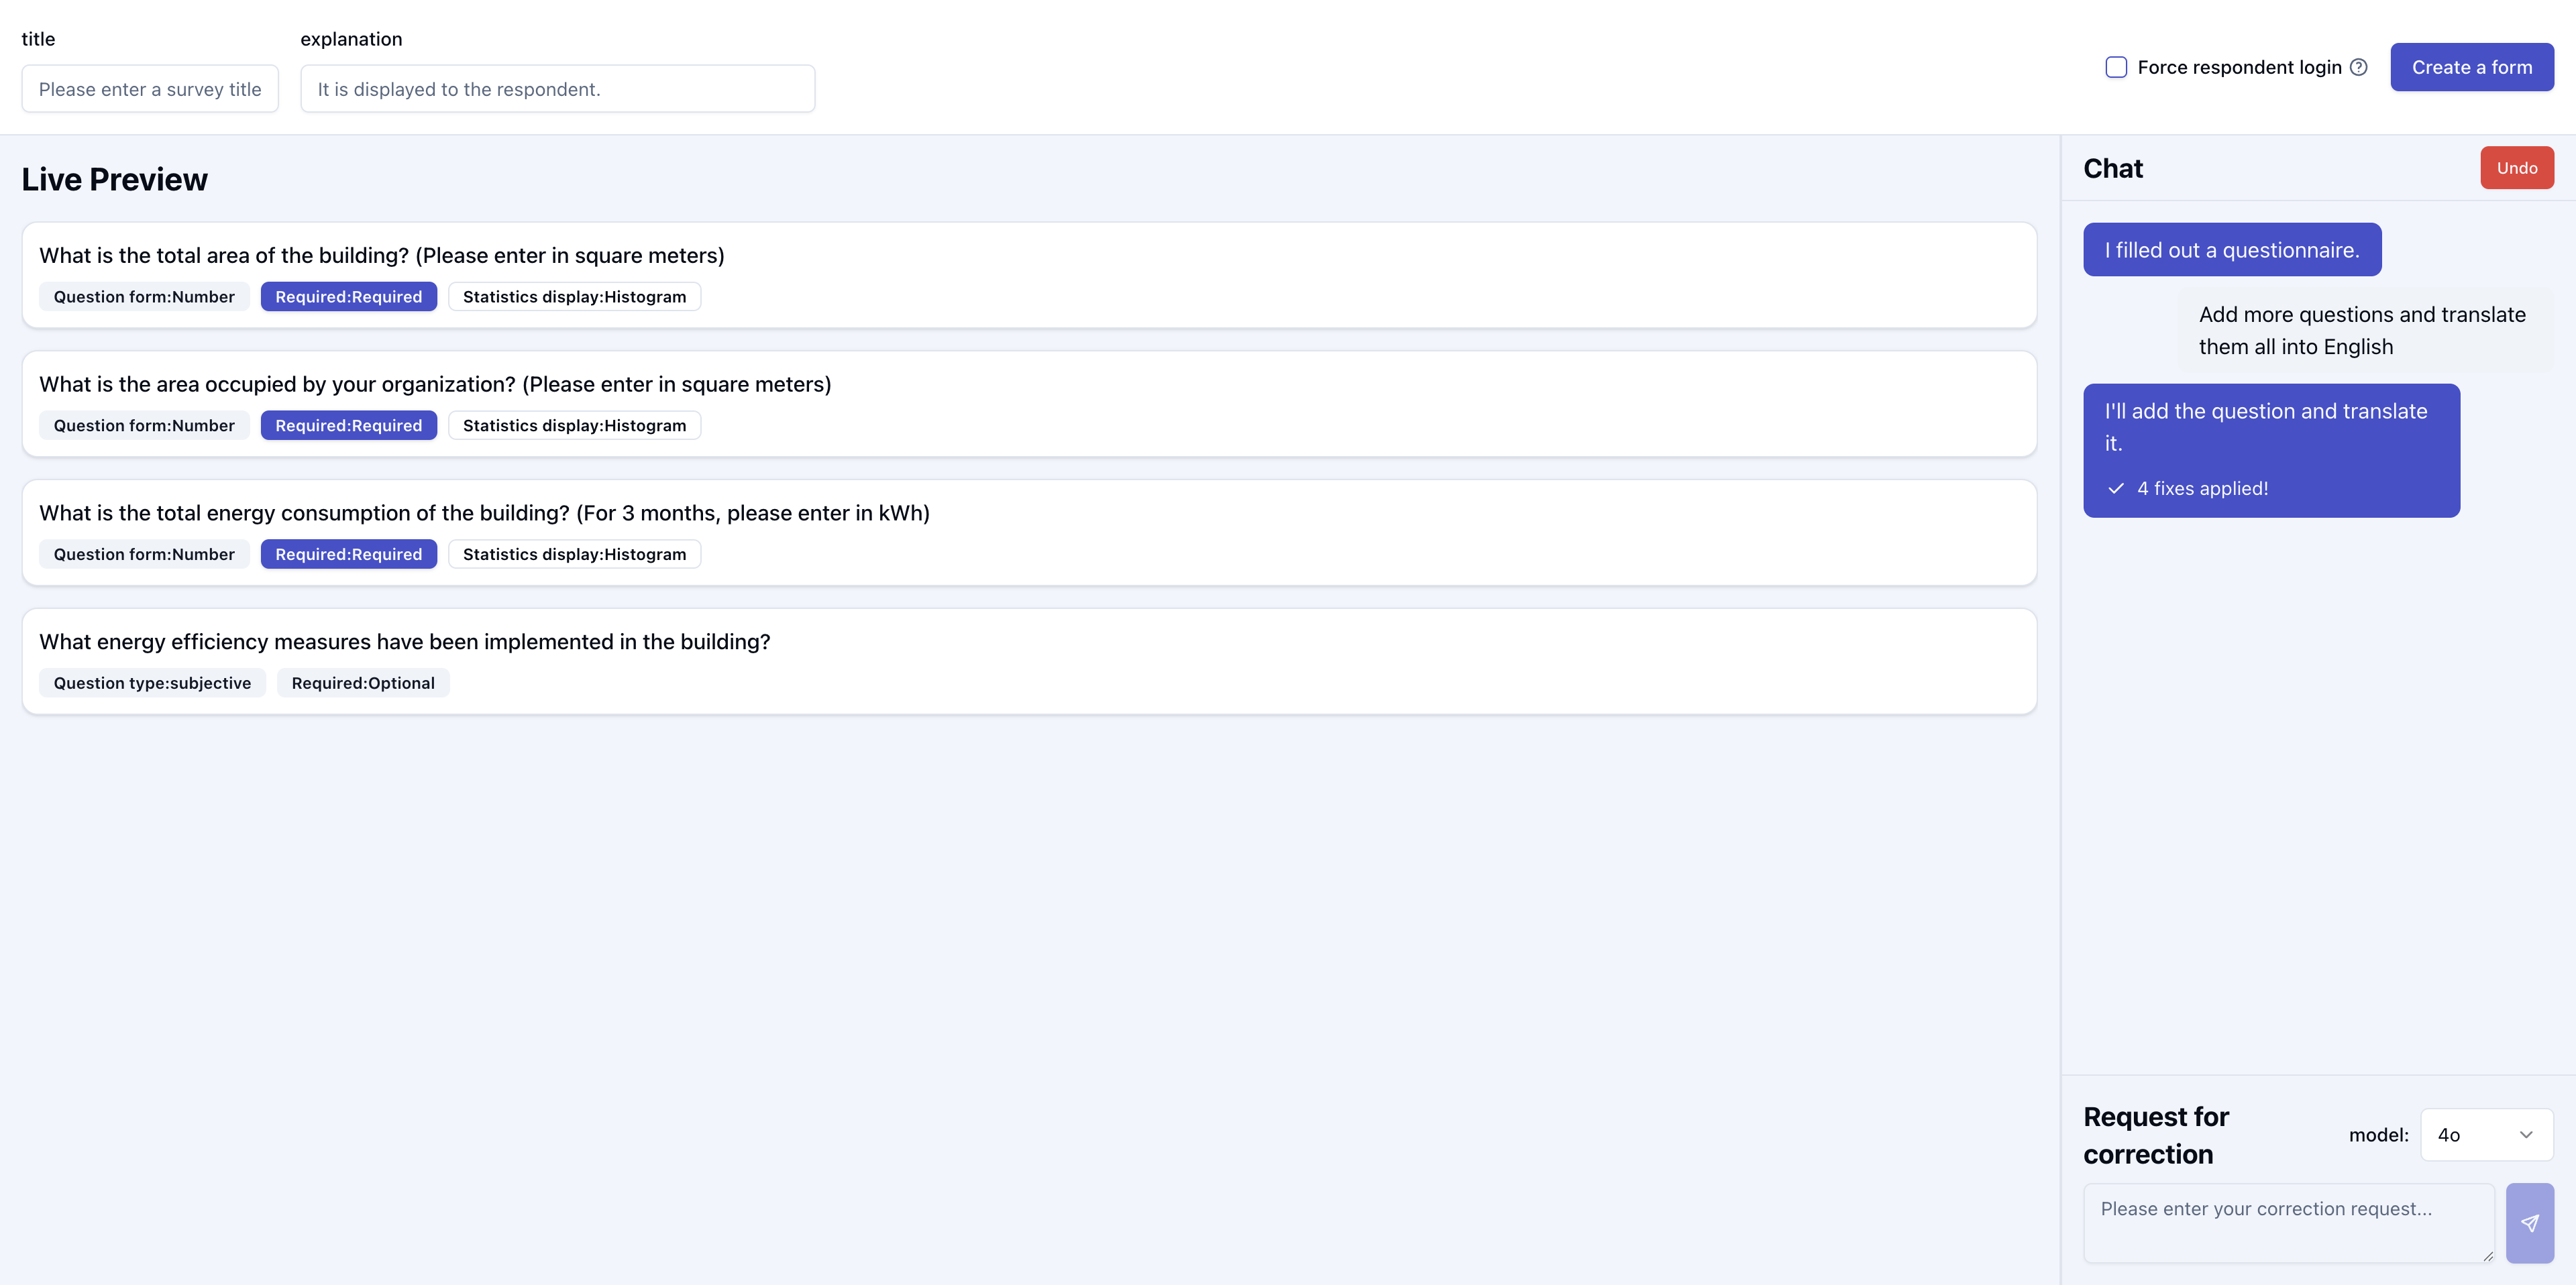 title
explanation
Please enter a survey title
It is displayed to the respondent.
Force respondent login
Create a form
Live Preview
What is the total area of the building? (Please enter in square meters)
Question form:Number
Required:Required
Statistics display:Histogram
What is the area occupied by your organization? (Please enter in square meters)
Question form:Number
Required:Required
Statistics display:Histogram
What is the total energy consumption of the building? (For 3 months, please enter in kWh)
Question form:Number
Required:Required
Statistics display:Histogram
What energy efficiency measures have been implemented in the building?
Question type:subjective
Required:Optional
Chat
Undo
I filled out a questionnaire.
Add more questions and translate
them all into English
I'll add the question and translate
it.
4 fixes applied!
Request for
correction
model:
4o
Please enter your correction request...